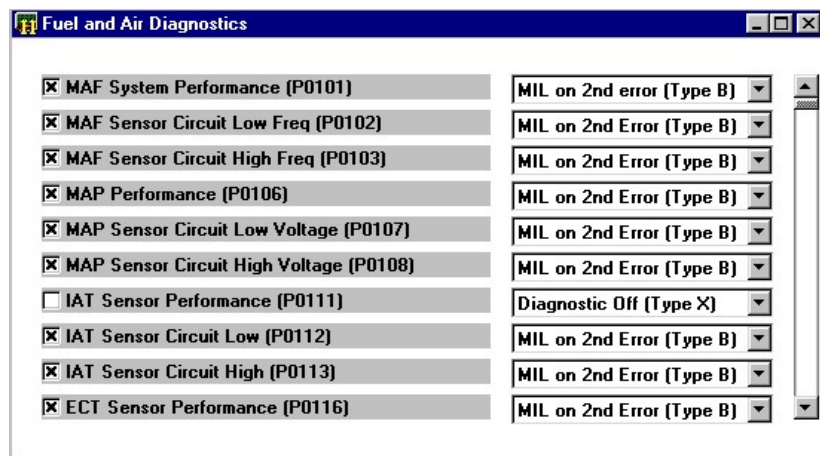 Fuel and Air Diagnostics
MAF System Performance (P0101) MIL on 2nd error (Type B)
MAF Sensor Circuit Low Freq (P0102) MIL on 2nd Error (Type B)
MAF Sensor Circuit High Freq (P0103) MIL on 2nd Error (Type B)
MAP Performance (P0106) MIL on 2nd Error (Type B)
MAP Sensor Circuit Low Voltage (P0107) MIL on 2nd Error (Type B)
MAP Sensor Circuit High Voltage (P0108) MIL on 2nd Error (Type B)
IAT Sensor Performance (P0111) Diagnostic Off (Type X)
IAT Sensor Circuit Low (P0112) MIL on 2nd Error (Type B)
IAT Sensor Circuit High (P0113) MIL on 2nd Error (Type B)
ECT Sensor Performance (P0116) MIL on 2nd Error (Type B)